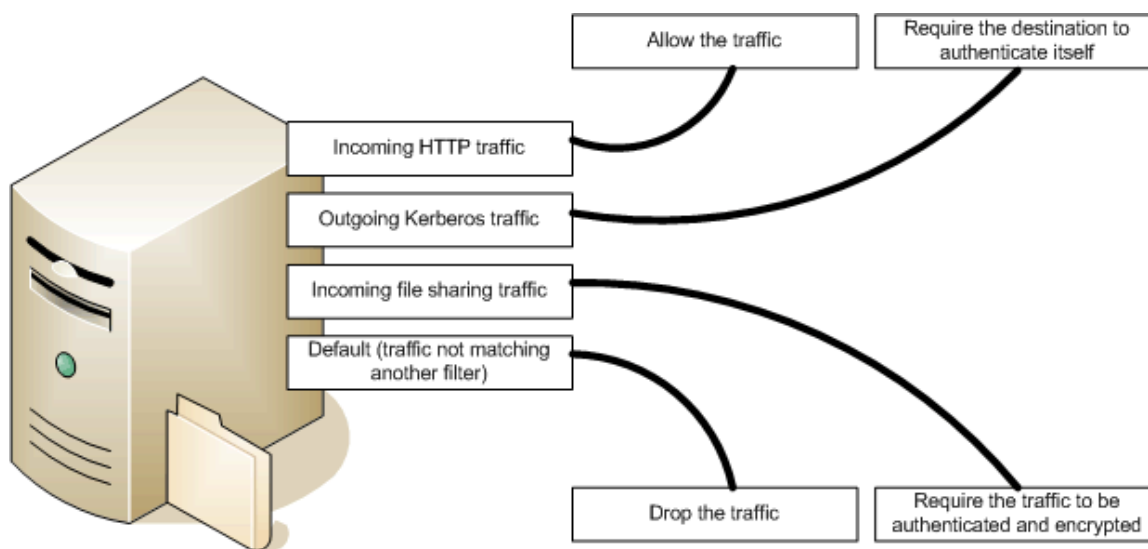 Allow the traffic
Require the destination to
authenticate itself
Incoming HTTP traffic
Outgoing Kerberos traffic
Incoming file sharing traffic
Default (traffic not matching
another filter)
Drop the traffic
Require the traffic to be
authenticated and encrypted